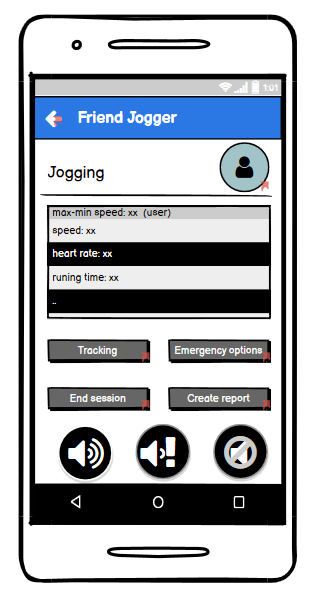 1:01
Friend Jogger
Jogging
max-min speed: xx (user)
speed: xx
heart rate: xx
runing time: xx
..
Tracking
Emergency options
End session
Create report